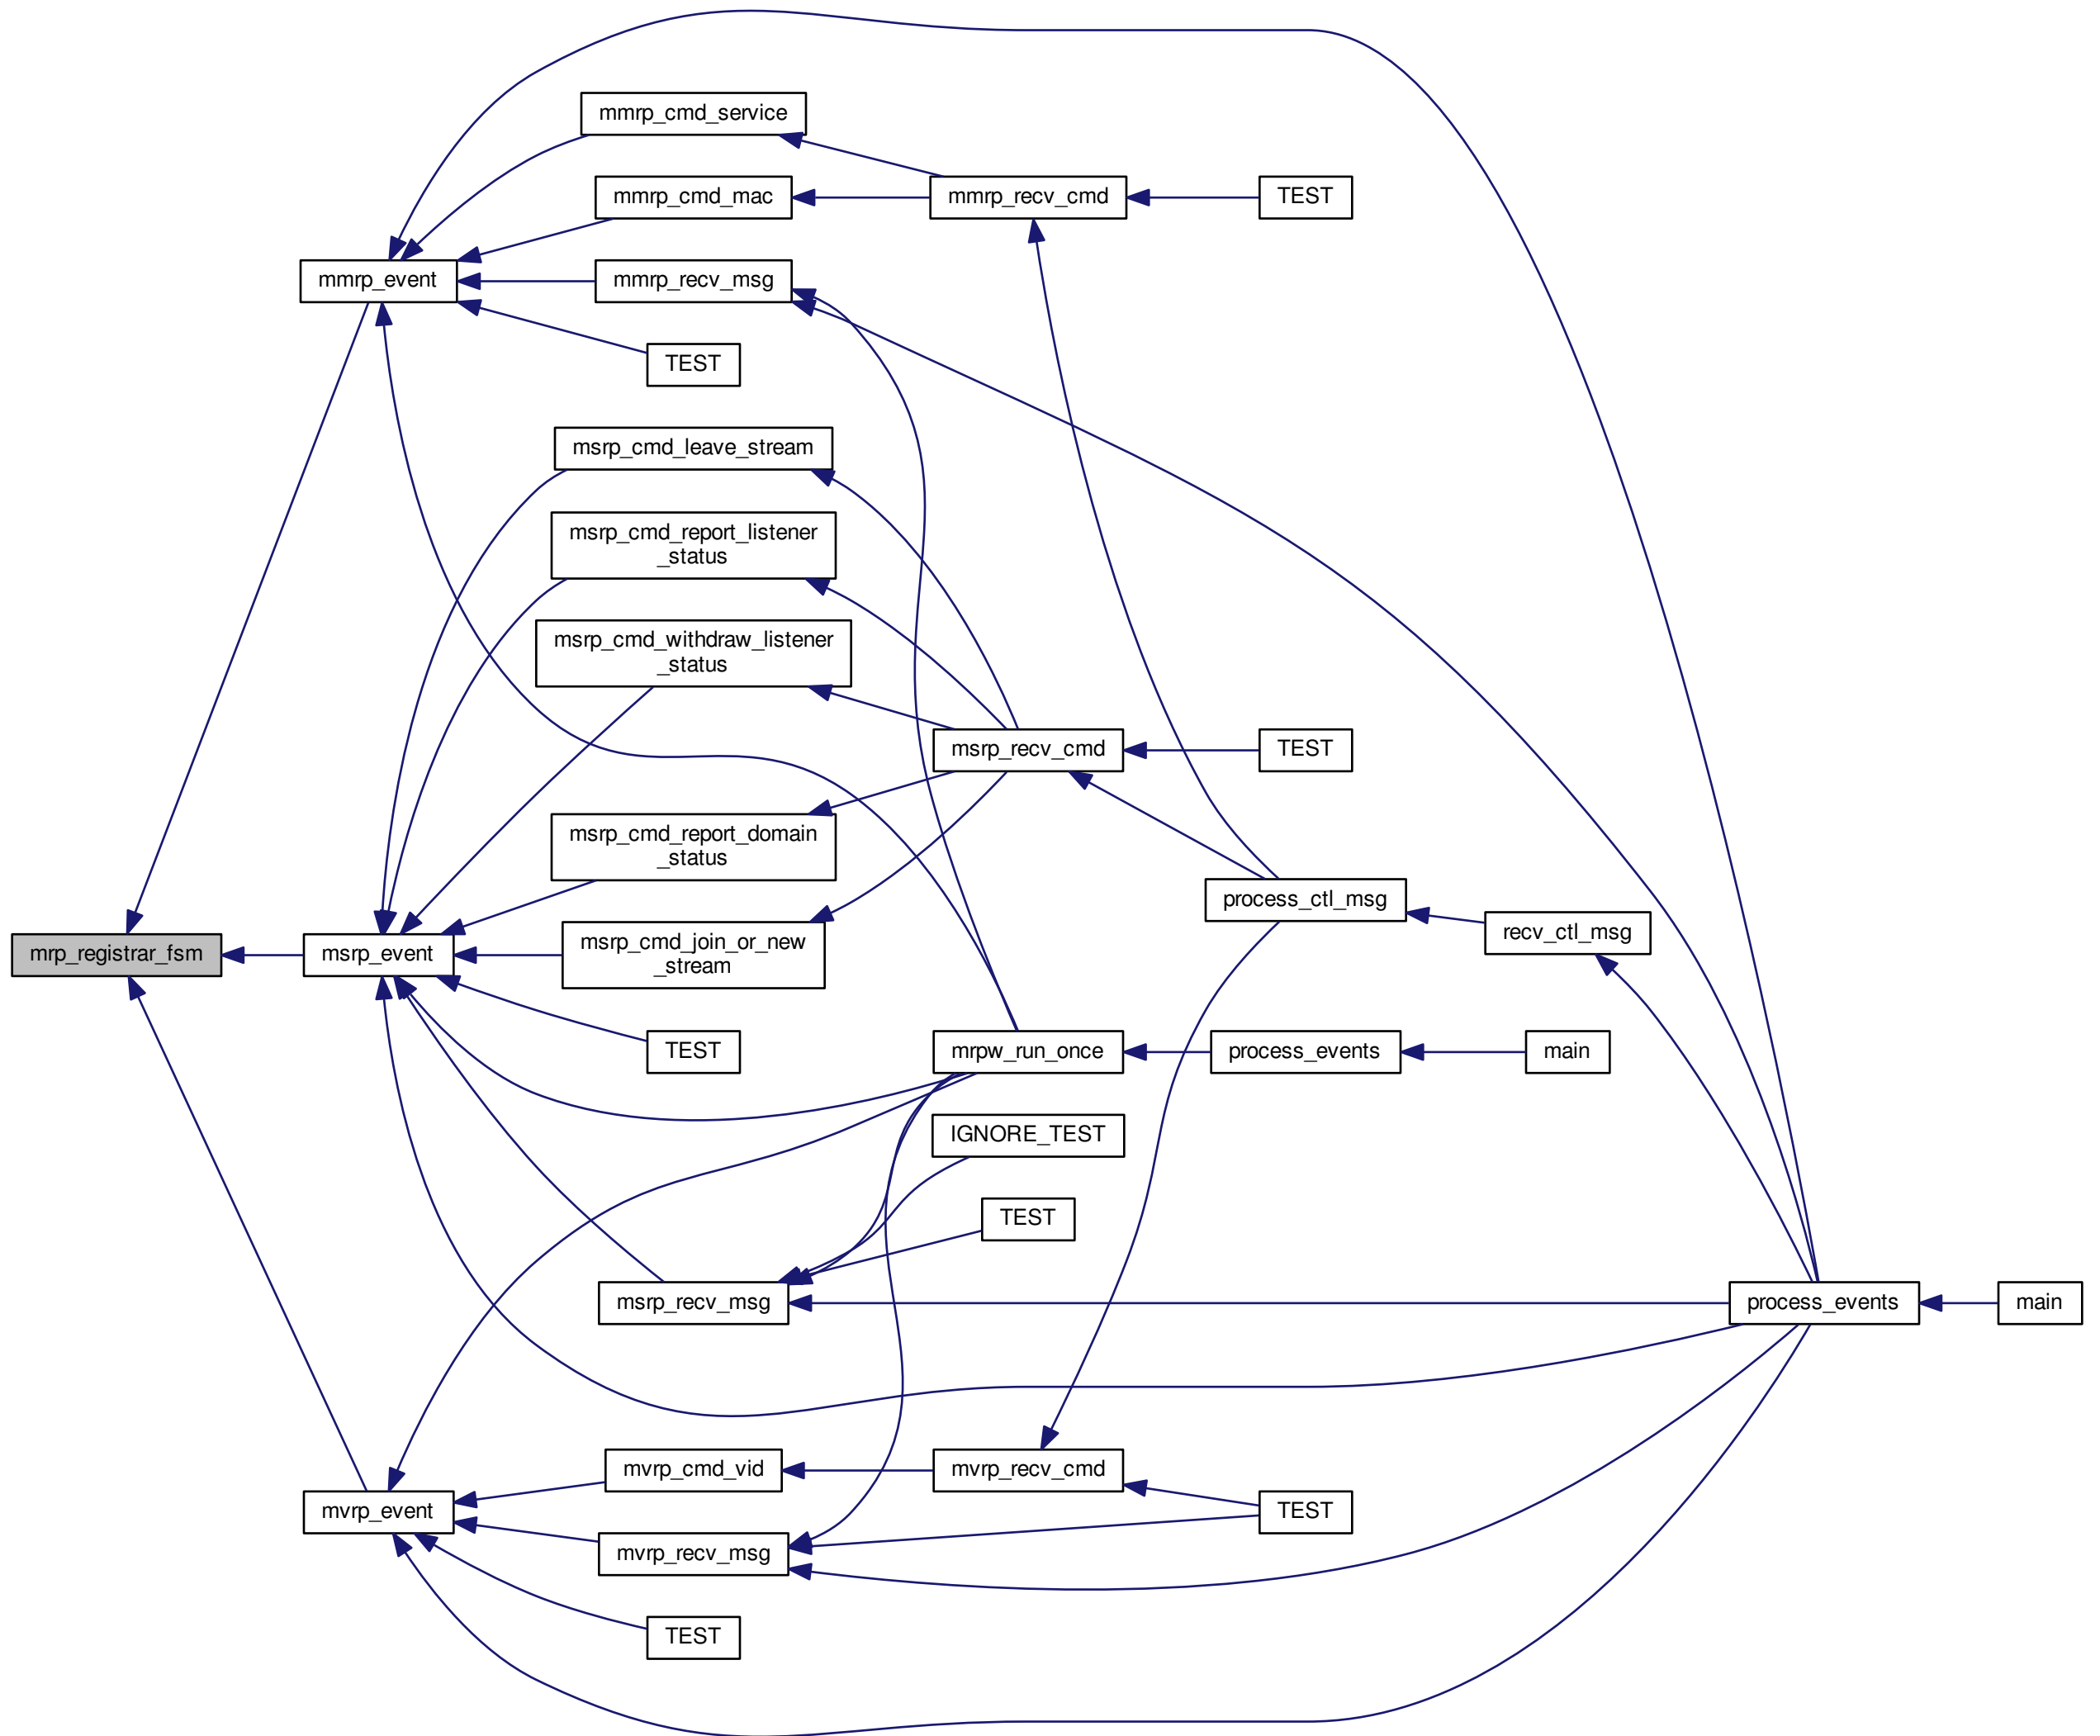 mmrp_cmd_service
mmrp_cmd_mac
mmrp_recv_cmd
TEST
mmrp_event
mmrp_recv_msg
TEST
msrp_cmd_leave_stream
msrp_cmd_report_listener
_status
msrp_cmd_withdraw_listener
_status
msrp_recv_cmd
TEST
msrp_cmd_report_domain
_status
process_ctl_msg
recv_ctl_msg
mrp_registrar_fsm
msrp_event
msrp_cmd_join_or_new
_stream
TEST
mrpw_run_once
process_events
main
IGNORE_TEST
TEST
msrp_recv_msg
process_events
main
mvrp_cmd_vid
mvrp_recv_cmd
mvrp_event
TEST
mvrp_recv_msg
TEST